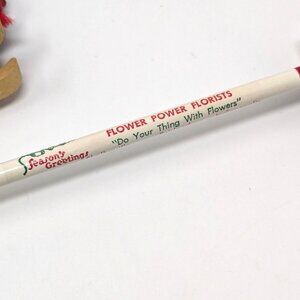 FLOWER POWER FLORISTS
"Do Your Thing With Flowers"
Season's
Greetings